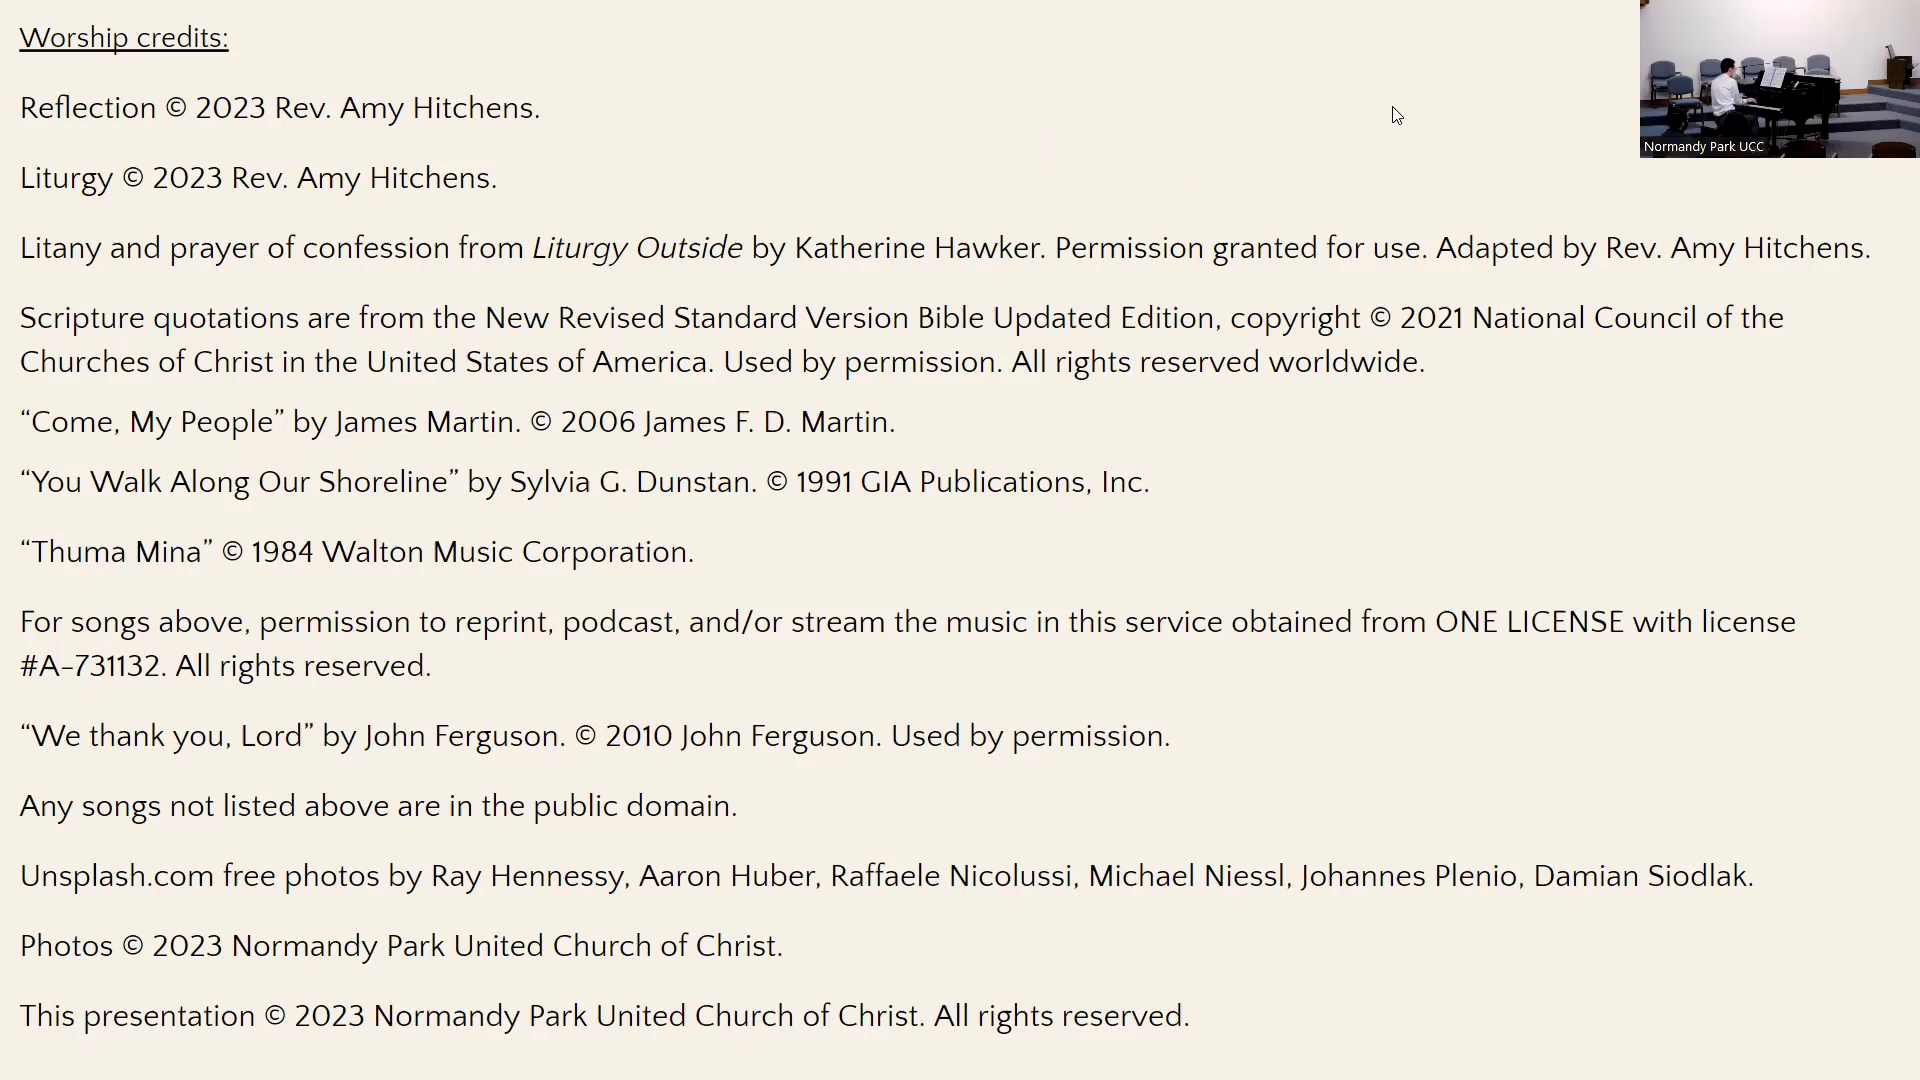 Worship credits:
Reflection © 2023 Rev. Amy Hitchens.
Liturgy © 2023 Rev. Amy Hitchens.
Litany and prayer of confession from Liturgy Outside by Katherine Hawker. Permission granted for use. Adapted by Rev. Amy Hitchens.
Scripture quotations are from the New Revised Standard Version Bible Updated Edition, copyright © 2021 National Council of the
Churches of Christ in the United States of America. Used by permission. All rights reserved worldwide.
“Come, My People” by James Martin. © 2006 James F. D. Martin.
“You Walk Along Our Shoreline” by Sylvia G. Dunstan. © 1991 GIA Publications, Inc.
“Thuma Mina” © 1984 Walton Music Corporation.
For songs above, permission to reprint, podcast, and/or stream the music in this service obtained from ONE LICENSE with license
#A-731132. All rights reserved.
“We thank you, Lord” by John Ferguson. © 2010 John Ferguson. Used by permission.
Any songs not listed above are in the public domain.
Unsplash.com free photos by Ray Hennessy, Aaron Huber, Raffaele Nicolussi, Michael Niessl, Johannes Plenio, Damian Siodlak.
Photos © 2023 Normandy Park United Church of Christ.
This presentation © 2023 Normandy Park United Church of Christ. All rights reserved.
Normandy Park UCC